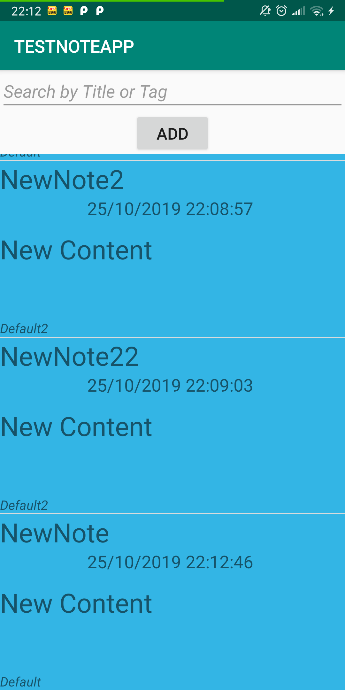 22:12
TESTNOTEAPP
Search by Title or Tag
ADD
Default
NewNote2
25/10/2019 22:08:57
New Content
Default2
NewNote22
25/10/2019 22:09:03
New Content
Default2
NewNote
25/10/2019 22:12:46
New Content
Default